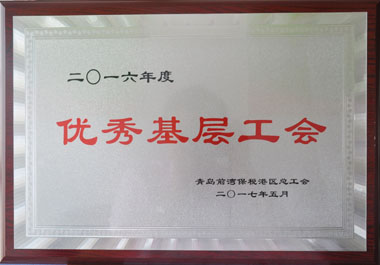 二〇一六年度
优秀基层工会
青岛前湾保税港区总工会
二〇一七年五月